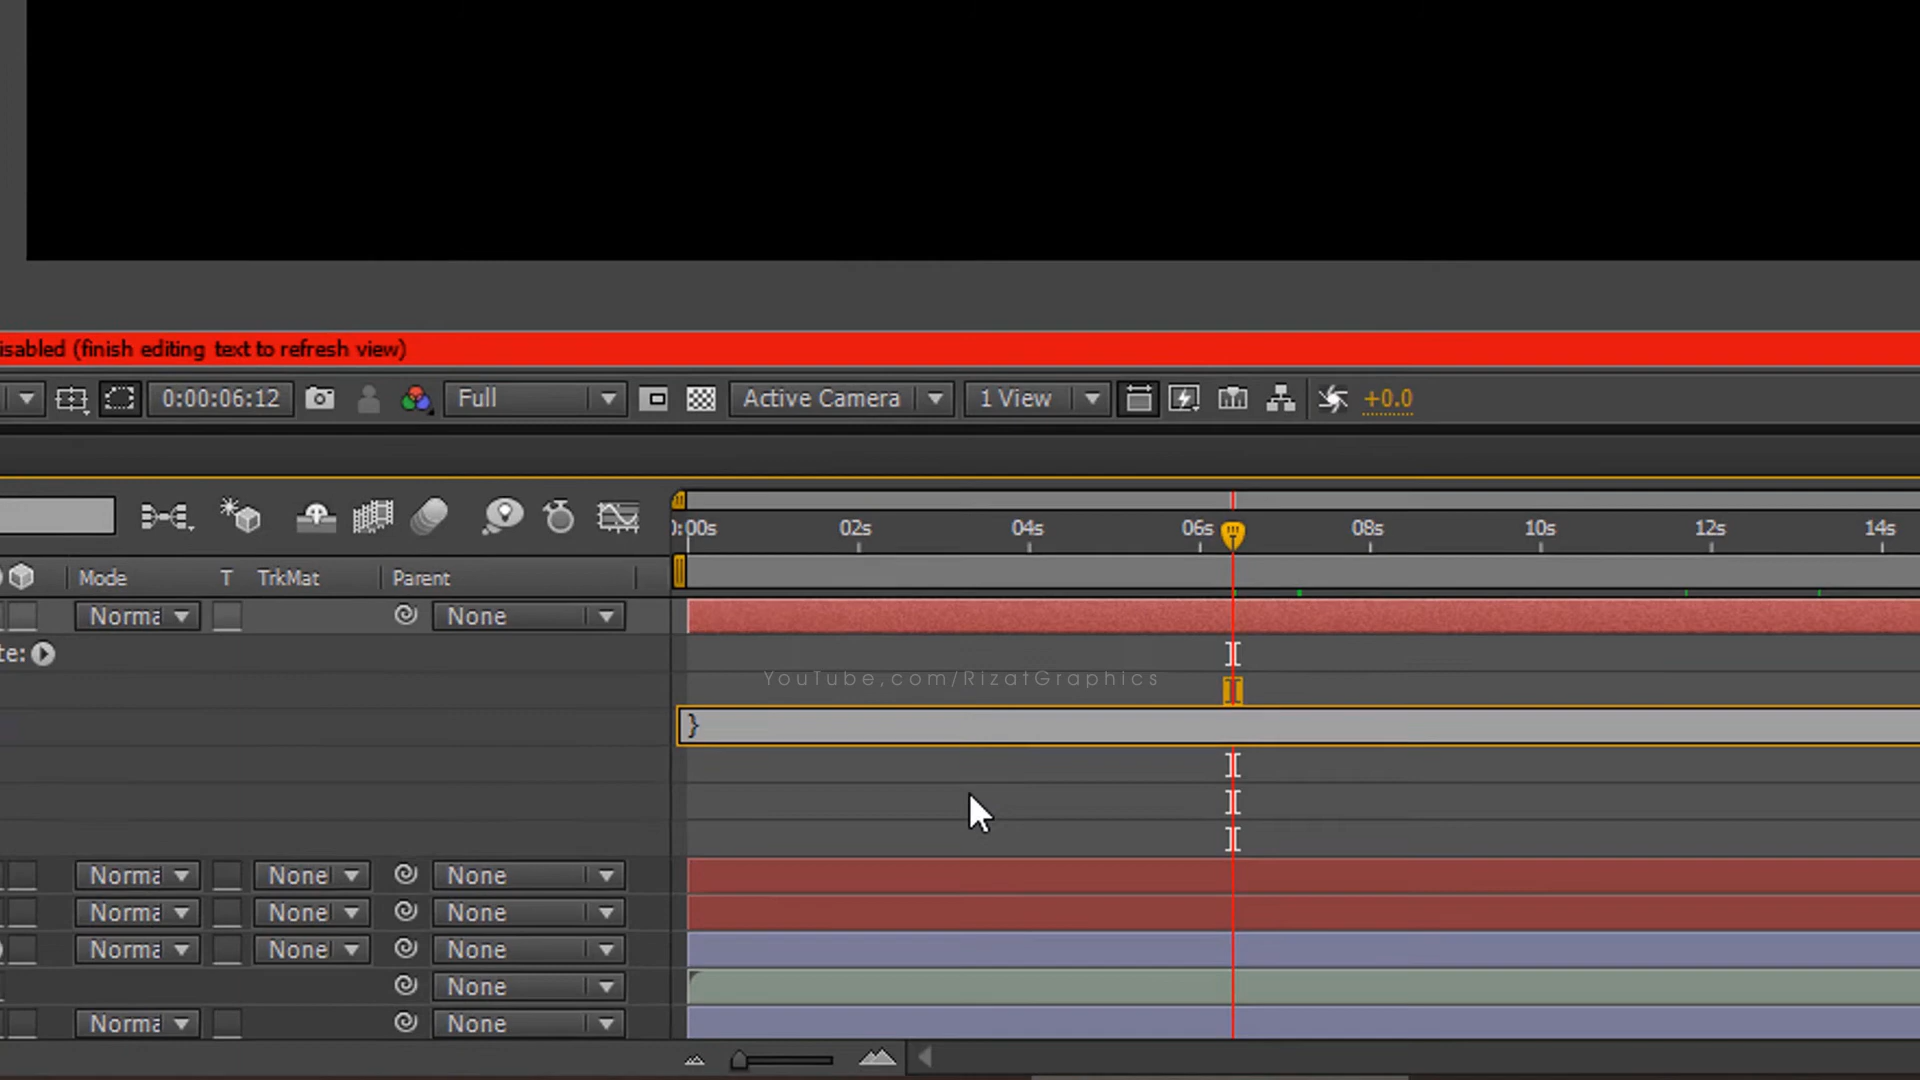 isabled (finish editing text to refresh view)
0:00:06:12 Full Active Camera 1 View +0.0
0:00s 02s 04s 06s 08s 10s 12s 14s
Mode T TrkMat Parent
Norma None
te:
YouTube,com/RizatGraphics
}
Norma None None
Norma None None
Norma None None
None
Norma None